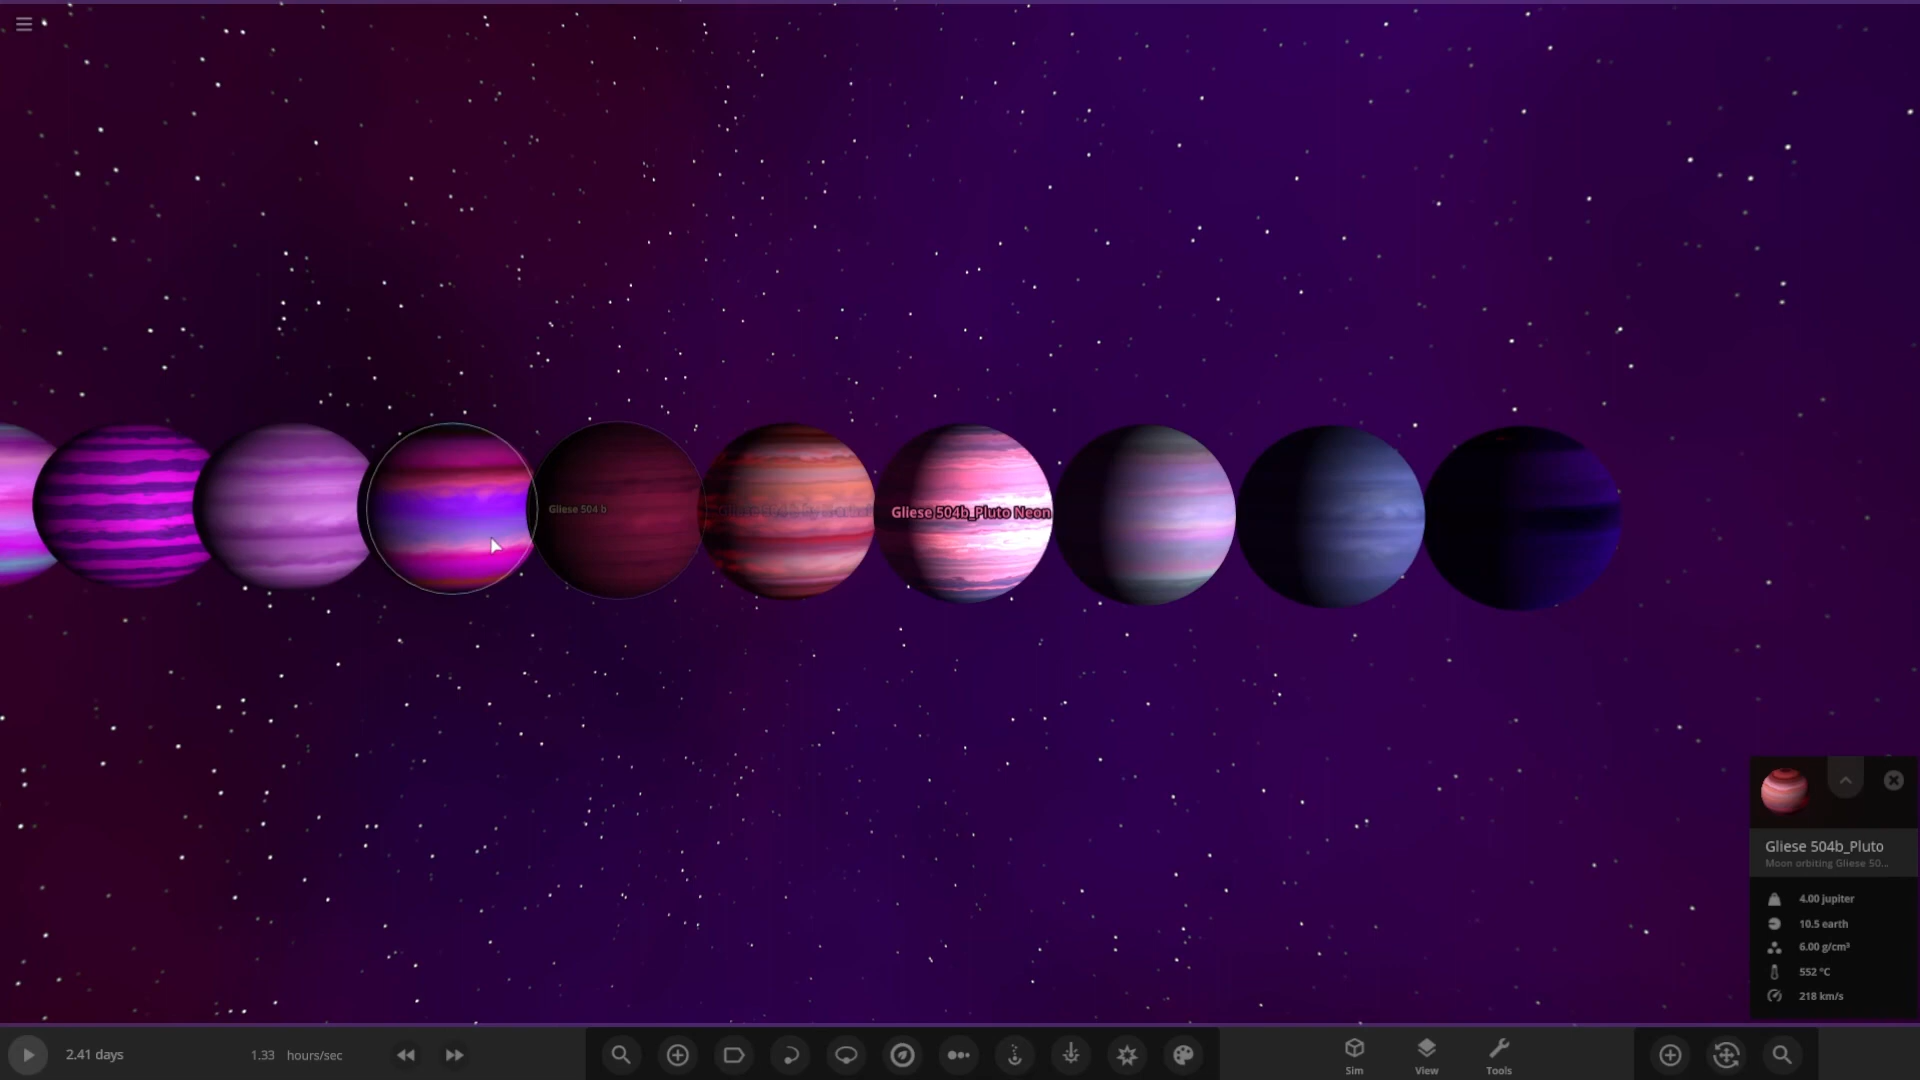 Gliese 504 b
Gliese 504b_Pluto Neon
Gliese 504b_Pluto
Moon orbiting Gliese 50...
4.00 jupiter
10.5 earth
6.00 g/cm³
552 °C
218 km/s
2.41 days
1.33 hours/sec
Sim
View
Tools